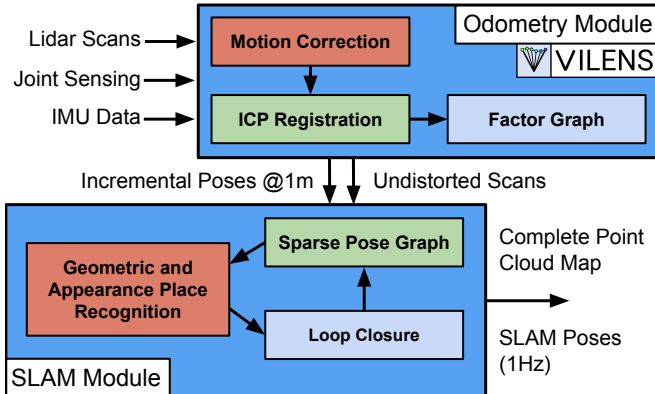 Lidar Scans
Joint Sensing
IMU Data
Motion Correction
Odometry Module
VILENS
ICP Registration
Factor Graph
Incremental Poses @1m
Undistorted Scans
Sparse Pose Graph
Geometric and
Appearance Place
Recognition
Loop Closure
SLAM Module
Complete Point
Cloud Map
SLAM Poses
(1Hz)